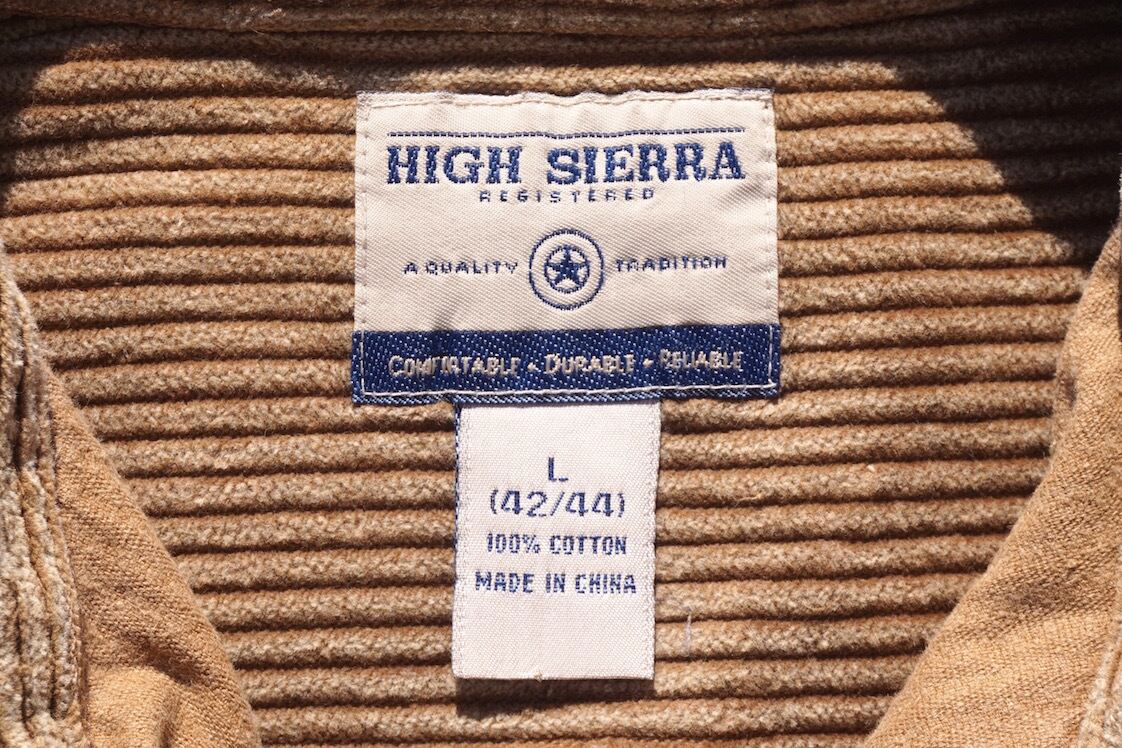 HIGH SIERRA
REGISTERED
A QUALITY TRADITION
COMFORTABLE • DURABLE • RELIABLE
L
(42/44)
100% COTTON
MADE IN CHINA